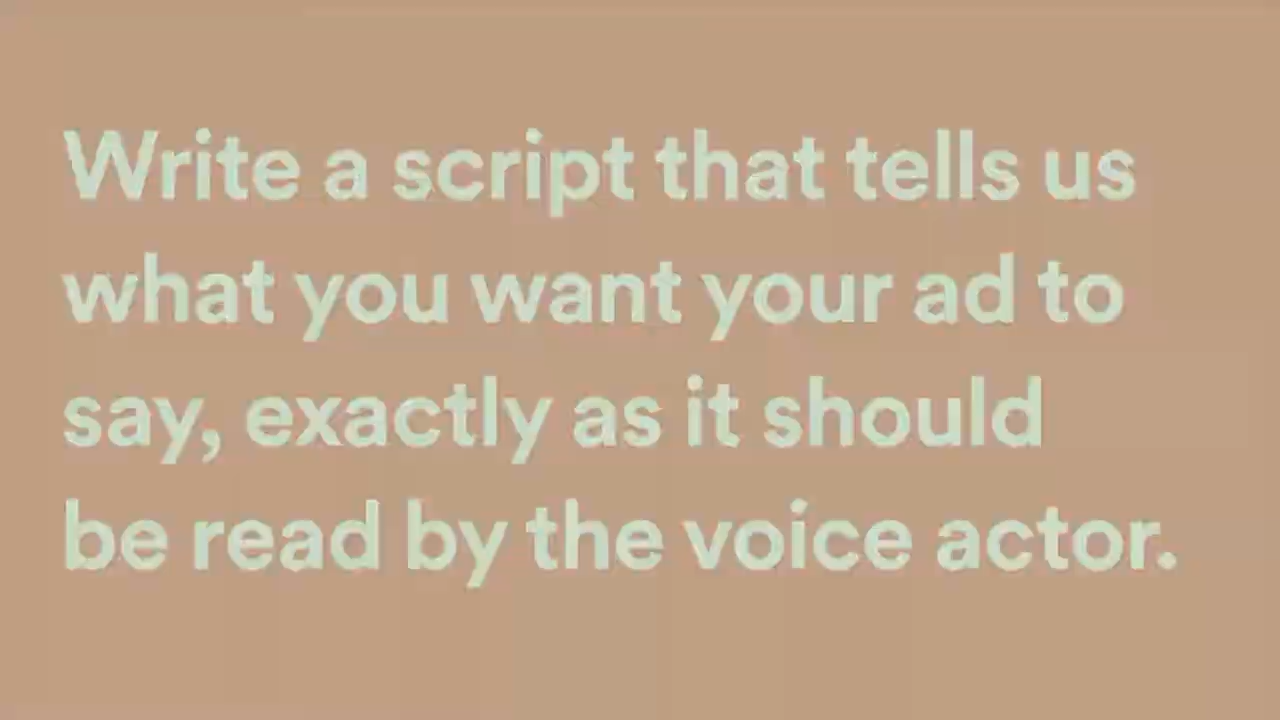 Write a script that tells us
what you want your ad to
say, exactly as it should
be read by the voice actor.